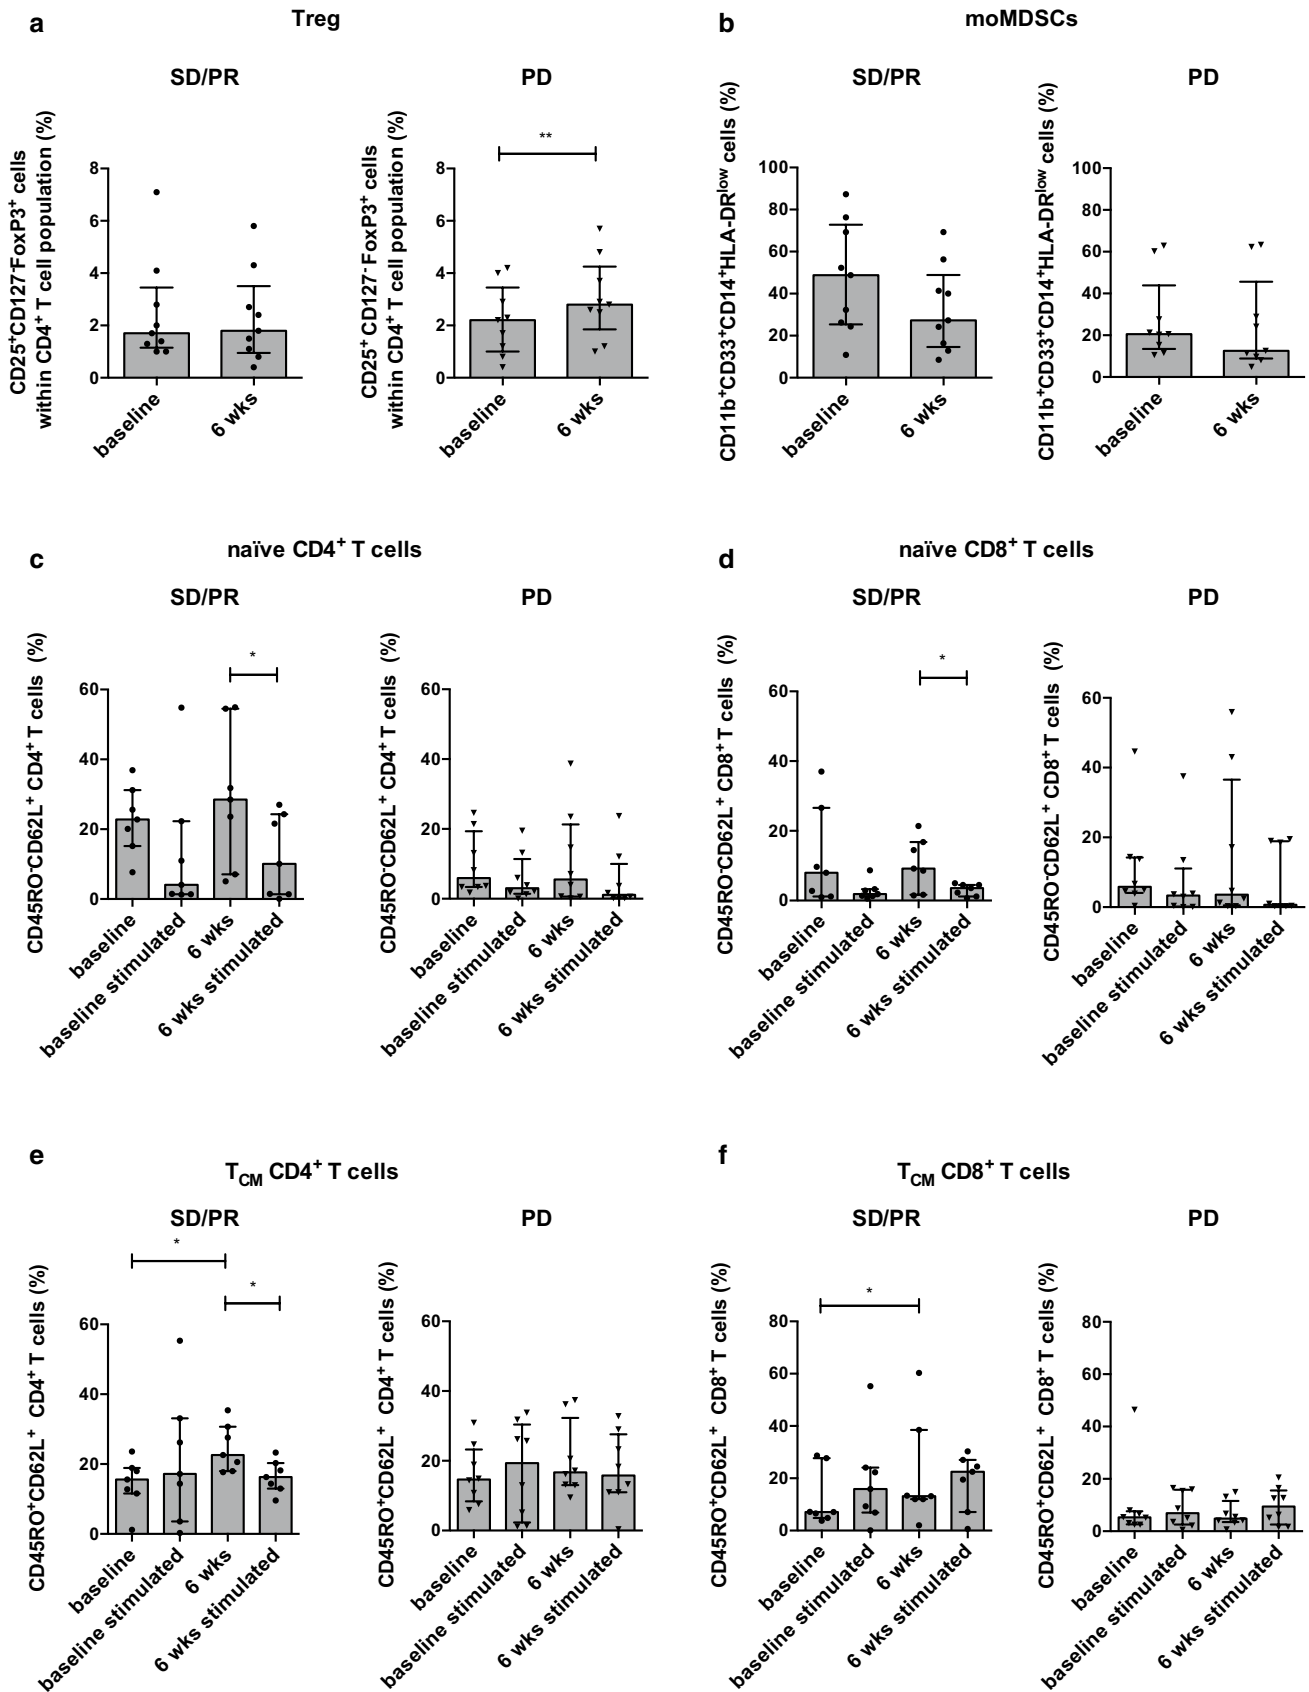 a
Treg
SD/PR
PD
CD25⁺CD127⁻FoxP3⁺ cells
within CD4⁺ T cell population (%)
8
6
4
2
0
baseline
6 wks
CD25⁺CD127⁻FoxP3⁺ cells
within CD4⁺ T cell population (%)
**
8
6
4
2
0
baseline
6 wks
b
moMDSCs
SD/PR
PD
CD11b⁺CD33⁺CD14⁺HLA-DRˡᵒʷ cells (%)
100
80
60
40
20
0
baseline
6 wks
CD11b⁺CD33⁺CD14⁺HLA-DRˡᵒʷ cells (%)
100
80
60
40
20
0
baseline
6 wks
c
naïve CD4⁺ T cells
SD/PR
PD
CD45RO⁻CD62L⁺ CD4⁺ T cells (%)
*
60
40
20
0
baseline
baseline stimulated
6 wks
6 wks stimulated
CD45RO⁻CD62L⁺ CD4⁺ T cells (%)
60
40
20
0
baseline
baseline stimulated
6 wks
6 wks stimulated
d
naïve CD8⁺ T cells
SD/PR
PD
CD45RO⁻CD62L⁺ CD8⁺ T cells (%)
*
60
40
20
0
baseline
baseline stimulated
6 wks
6 wks stimulated
CD45RO⁻CD62L⁺ CD8⁺ T cells (%)
60
40
20
0
baseline
baseline stimulated
6 wks
6 wks stimulated
e
T_CM CD4⁺ T cells
SD/PR
PD
CD45RO⁺CD62L⁺ CD4⁺ T cells (%)
*
*
60
40
20
0
baseline
baseline stimulated
6 wks
6 wks stimulated
CD45RO⁺CD62L⁺ CD4⁺ T cells (%)
60
40
20
0
baseline
baseline stimulated
6 wks
6 wks stimulated
f
T_CM CD8⁺ T cells
SD/PR
PD
CD45RO⁺CD62L⁺ CD8⁺ T cells (%)
*
80
60
40
20
0
baseline
baseline stimulated
6 wks
6 wks stimulated
CD45RO⁺CD62L⁺ CD8⁺ T cells (%)
80
60
40
20
0
baseline
baseline stimulated
6 wks
6 wks stimulated